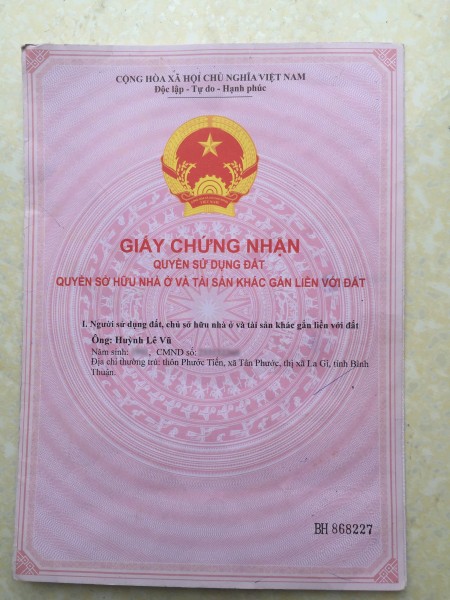 CỘNG HÒA XÃ HỘI CHỦ NGHĨA VIỆT NAM
Độc lập - Tự do - Hạnh phúc
VIỆT NAM
GIẤY CHỨNG NHẬN
QUYỀN SỬ DỤNG ĐẤT
QUYỀN SỞ HỮU NHÀ Ở VÀ TÀI SẢN KHÁC GẮN LIỀN VỚI ĐẤT
I. Người sử dụng đất, chủ sở hữu nhà ở và tài sản khác gắn liền với đất
Ông: Huỳnh Lê Vũ
Năm sinh: , CMND số:
Địa chỉ thường trú: thôn Phước Tiến, xã Tân Phước, thị xã La Gi, tỉnh Bình
Thuận.
BH 868227